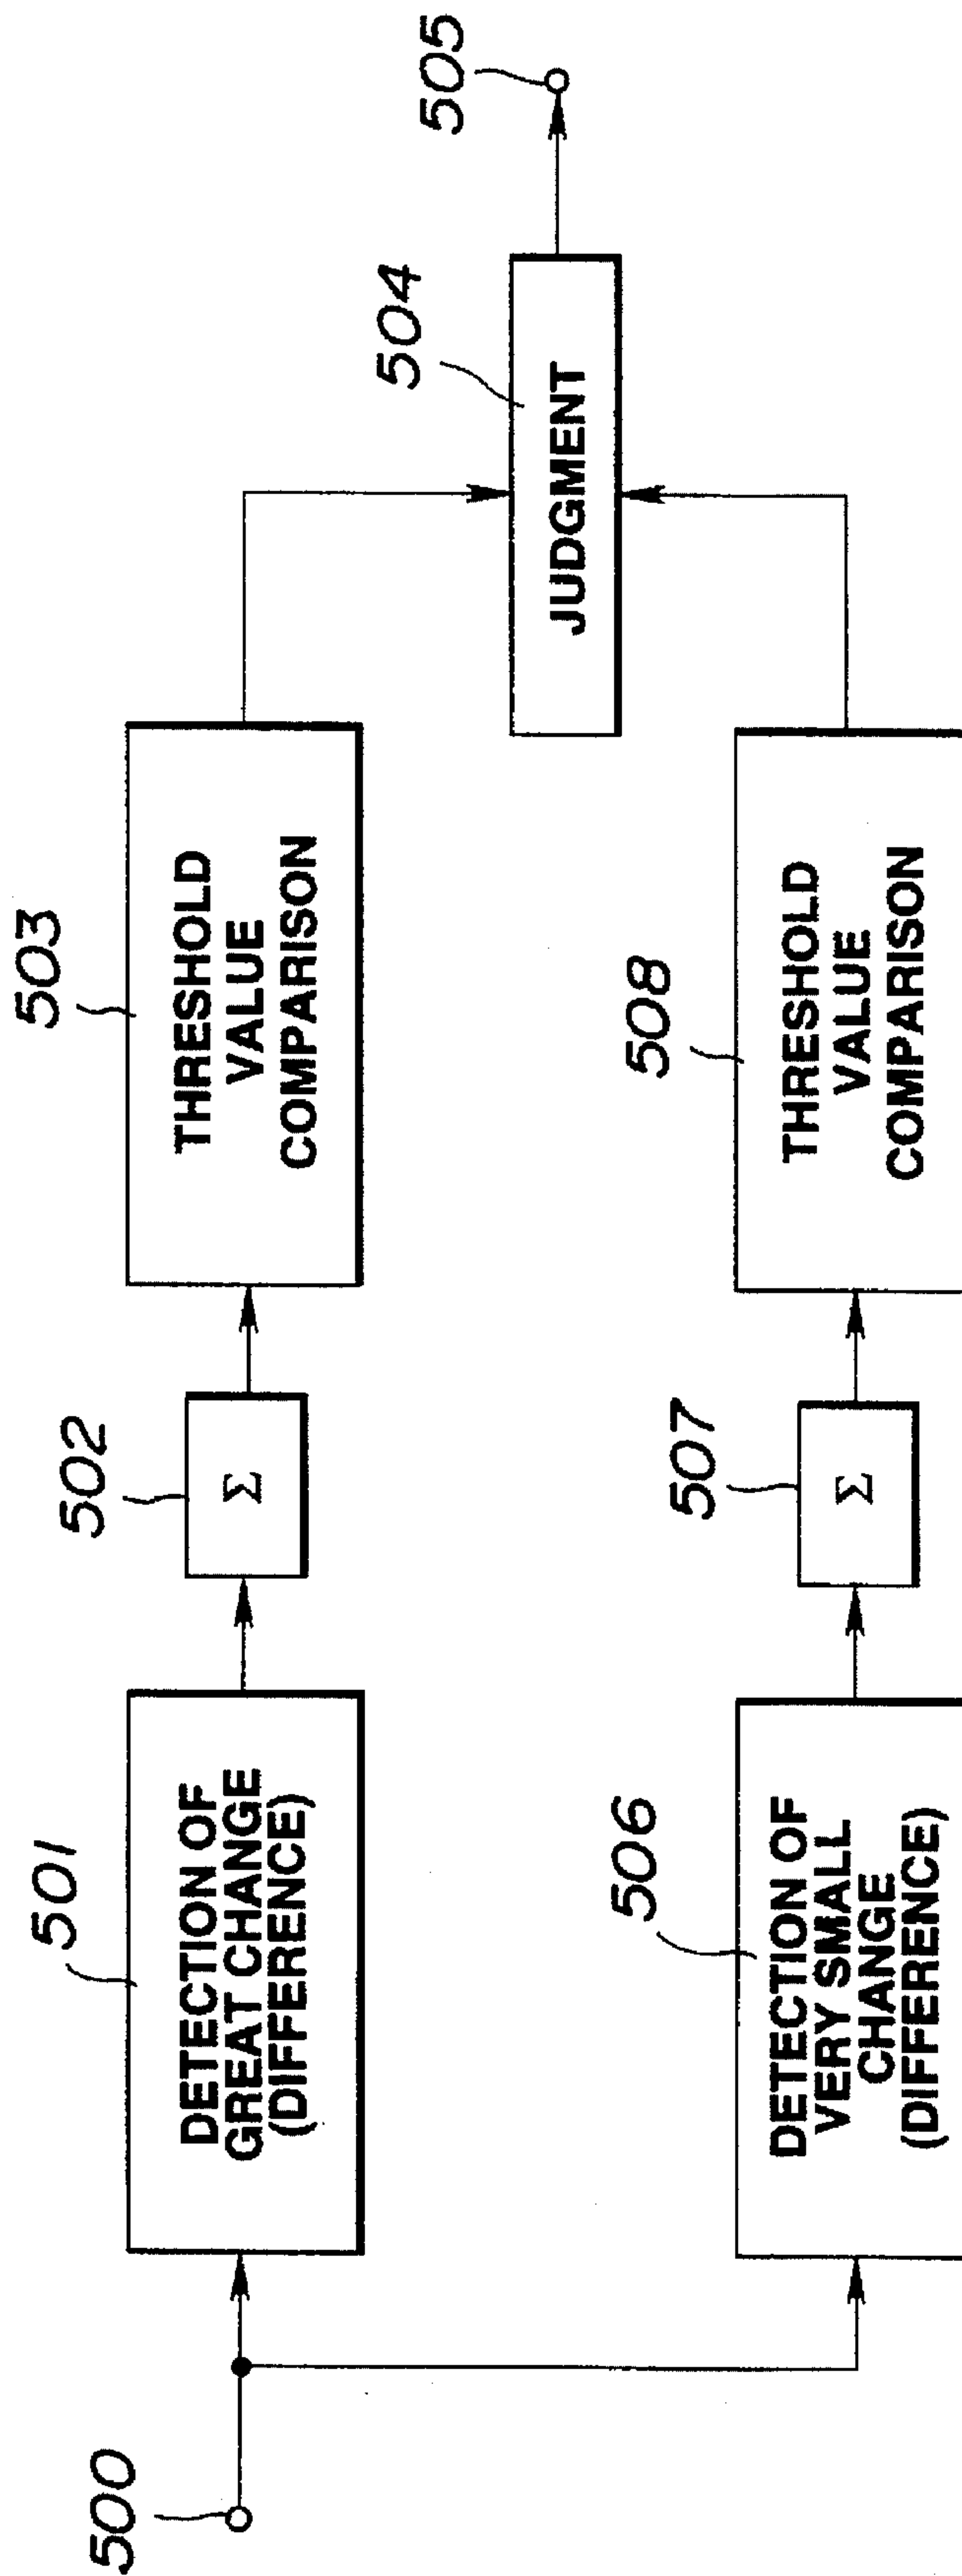 500
501
DETECTION OF
GREAT CHANGE
(DIFFERENCE)
502
Σ
503
THRESHOLD
VALUE
COMPARISON
504
JUDGMENT
505
506
DETECTION OF
VERY SMALL
CHANGE
(DIFFERENCE)
507
Σ
508
THRESHOLD
VALUE
COMPARISON